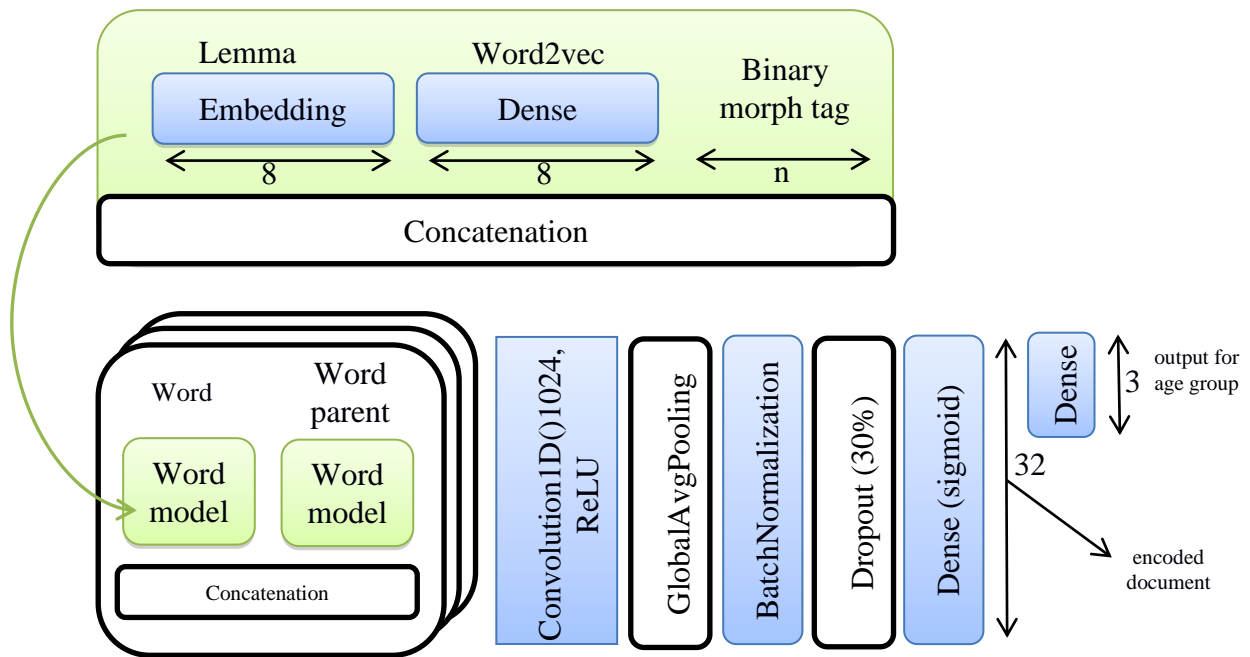 Lemma
Word2vec
Binary
morph tag
Embedding
Dense
8
8
n
Concatenation
Word
Word
parent
Word
model
Word
model
Concatenation
Convolution1D()1024,
ReLU
GlobalAvgPooling
BatchNormalization
Dropout (30%)
Dense (sigmoid)
32
Dense
3
output for
age group
encoded
document